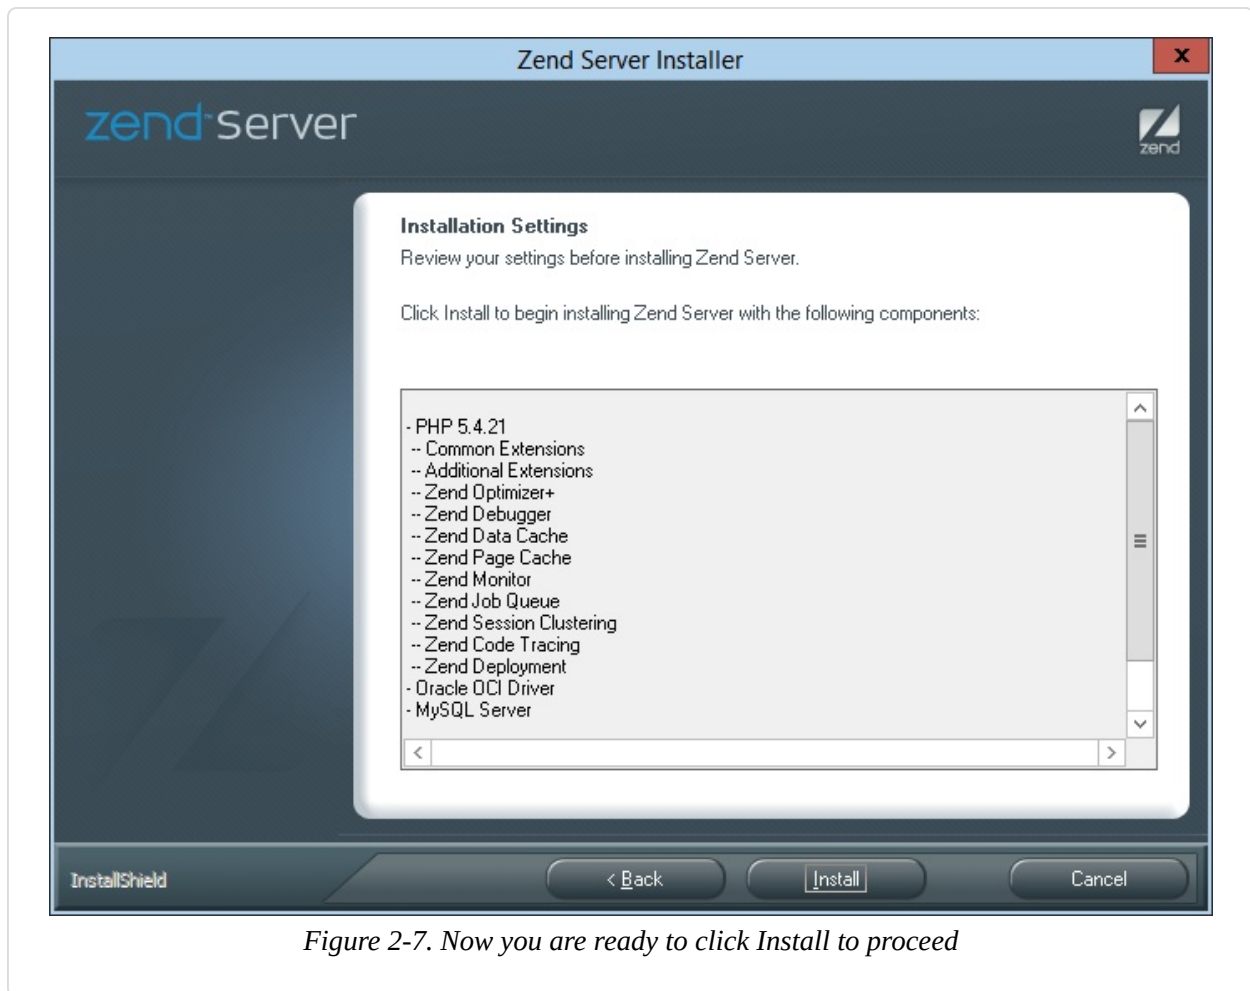 Zend Server Installer
x
zend™ server
zend
Installation Settings
Review your settings before installing Zend Server.
Click Install to begin installing Zend Server with the following components:
- PHP 5.4.21
-- Common Extensions
-- Additional Extensions
-- Zend Optimizer+
-- Zend Debugger
-- Zend Data Cache
-- Zend Page Cache
-- Zend Monitor
-- Zend Job Queue
-- Zend Session Clustering
-- Zend Code Tracing
-- Zend Deployment
- Oracle OCI Driver
- MySQL Server
InstallShield
< Back
Install
Cancel
Figure 2-7. Now you are ready to click Install to proceed